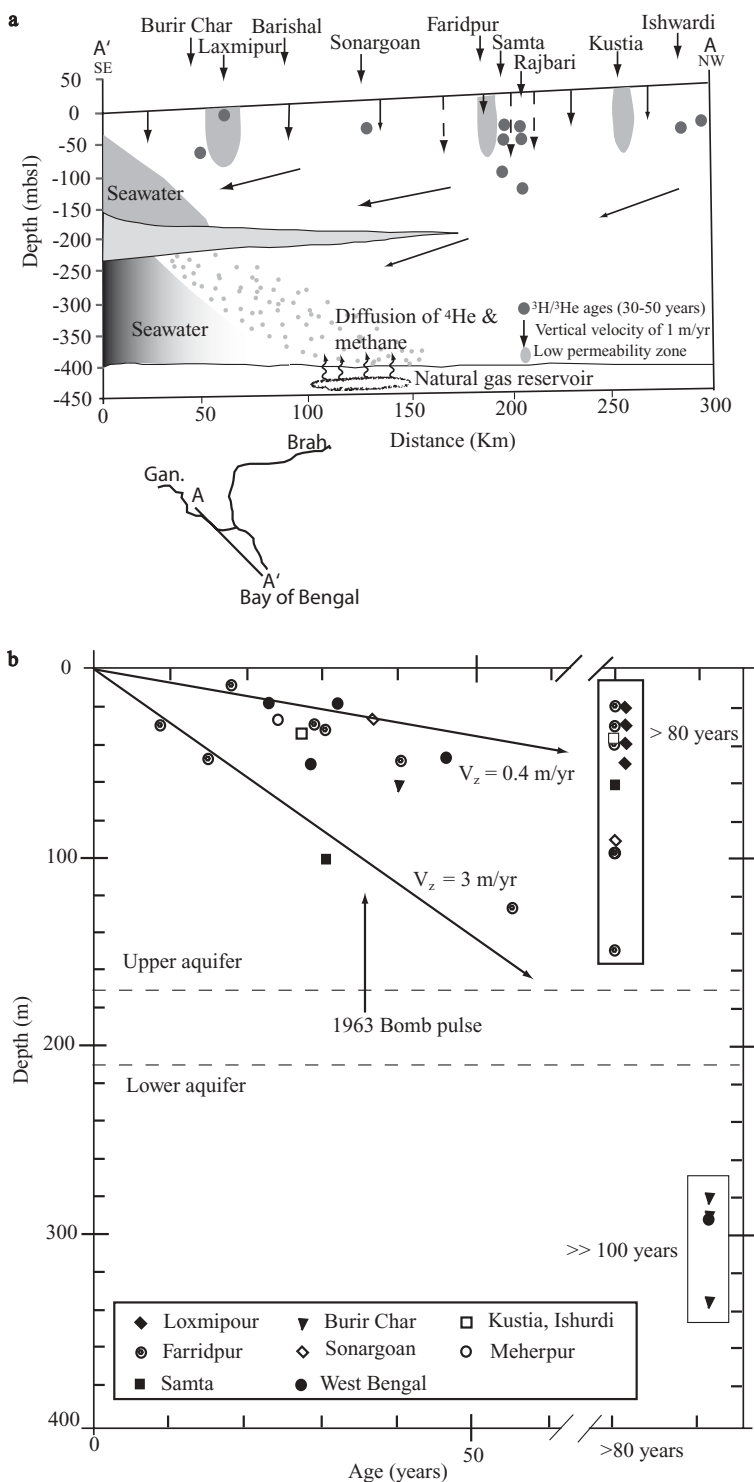 a
Burir Char
Barishal
Faridpur
Ishwardi
A'
SE
Laxmipur
Sonargoan
Samta
Rajbari
Kustia
A
NW
50
0
-50
-100
-150
-200
-250
-300
-350
-400
-450
Depth (mbsl)
Seawater
Seawater
Diffusion of ⁴He &
methane
Natural gas reservoir
³H/³He ages (30-50 years)
Vertical velocity of 1 m/yr
Low permeability zone
0 50 100 150 200 250 300
Distance (Km)
Brah.
Gan.
A
A'
Bay of Bengal
b
0
100
200
300
400
Depth (m)
> 80 years
V_z = 0.4 m/yr
V_z = 3 m/yr
Upper aquifer
1963 Bomb pulse
Lower aquifer
>> 100 years
Loxmipour
Burir Char
Kustia, Ishurdi
Farridpur
Sonargoan
Meherpur
Samta
West Bengal
0 50 >80 years
Age (years)